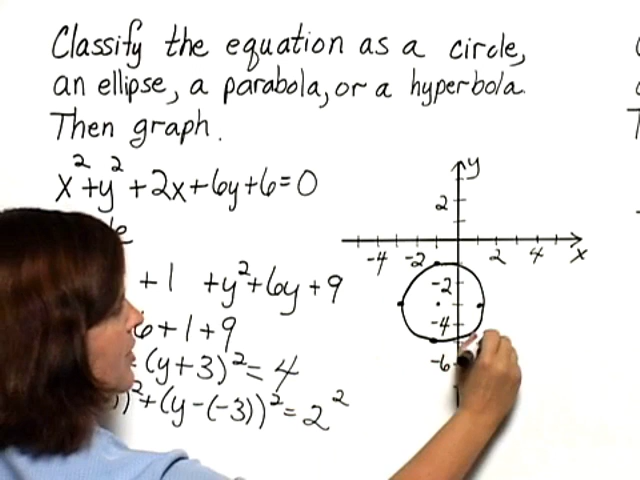 Classify the equation as a circle,
an ellipse, a parabola, or a hyperbola.
Then graph.
x²+y²+2x+6y+6=0
+1 +y²+6y+9
6+1+9
(y+3)²=4
)²+(y-(-3))²=2²
y
2
-4 -2 2 4 x
-2
-4
-6